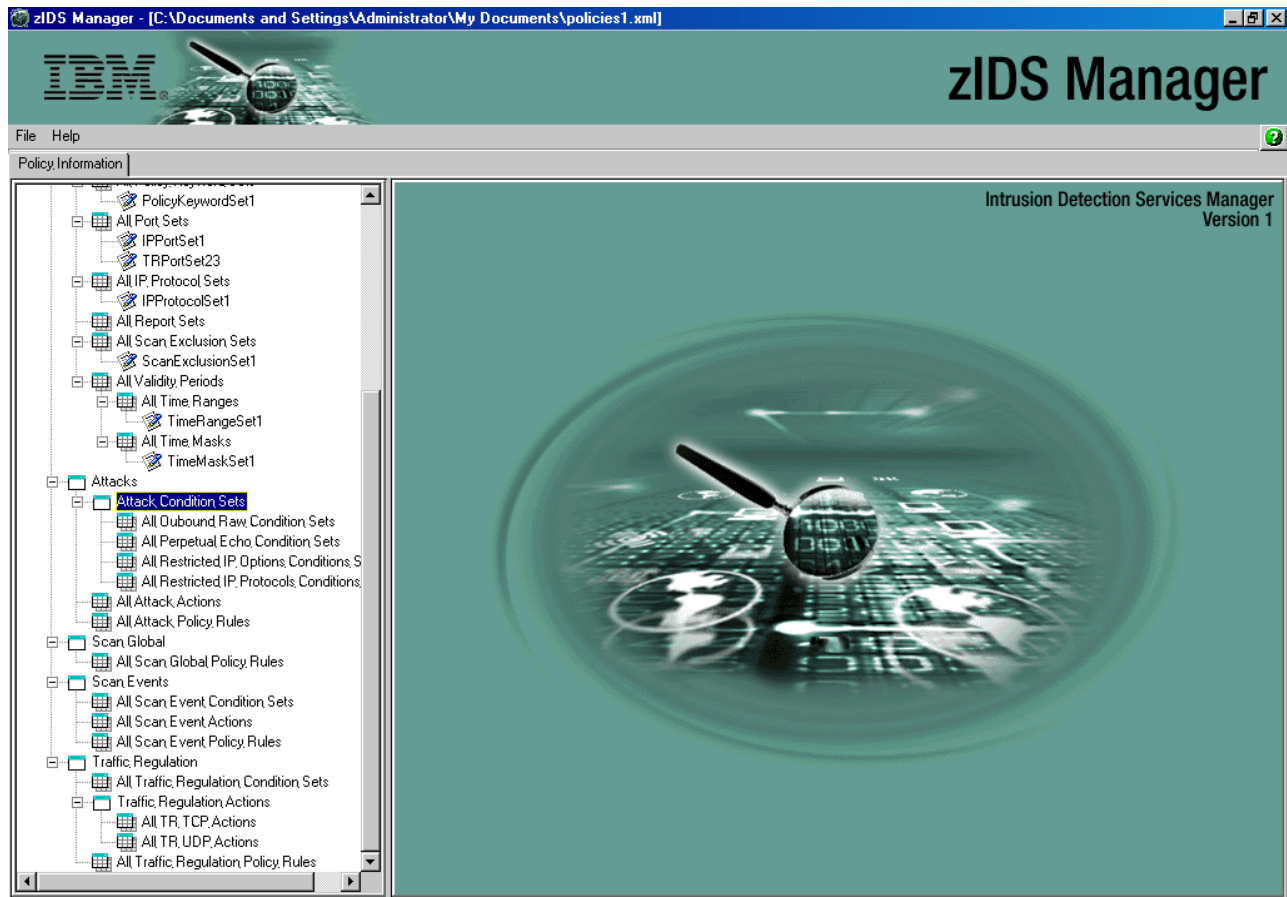 zIDS Manager - [C:\Documents and Settings\Administrator\My Documents\policies1.xml]
IBM®
zIDS Manager
File Help
Policy Information
All Policy Keyword Sets
PolicyKeywordSet1
All Port Sets
IPPortSet1
TRPortSet23
All IP Protocol Sets
IPProtocolSet1
All Report Sets
All Scan Exclusion Sets
ScanExclusionSet1
All Validity Periods
All Time Ranges
TimeRangeSet1
All Time Masks
TimeMaskSet1
Attacks
Attack Condition Sets
All Oubound Raw Condition Sets
All Perpetual Echo Condition Sets
All Restricted IP Options Conditions S
All Restricted IP Protocols Conditions
All Attack Actions
All Attack Policy Rules
Scan Global
All Scan Global Policy Rules
Scan Events
All Scan Event Condition Sets
All Scan Event Actions
All Scan Event Policy Rules
Traffic Regulation
All Traffic Regulation Condition Sets
Traffic Regulation Actions
All TR TCP Actions
All TR UDP Actions
All Traffic Regulation Policy Rules
Intrusion Detection Services Manager
Version 1